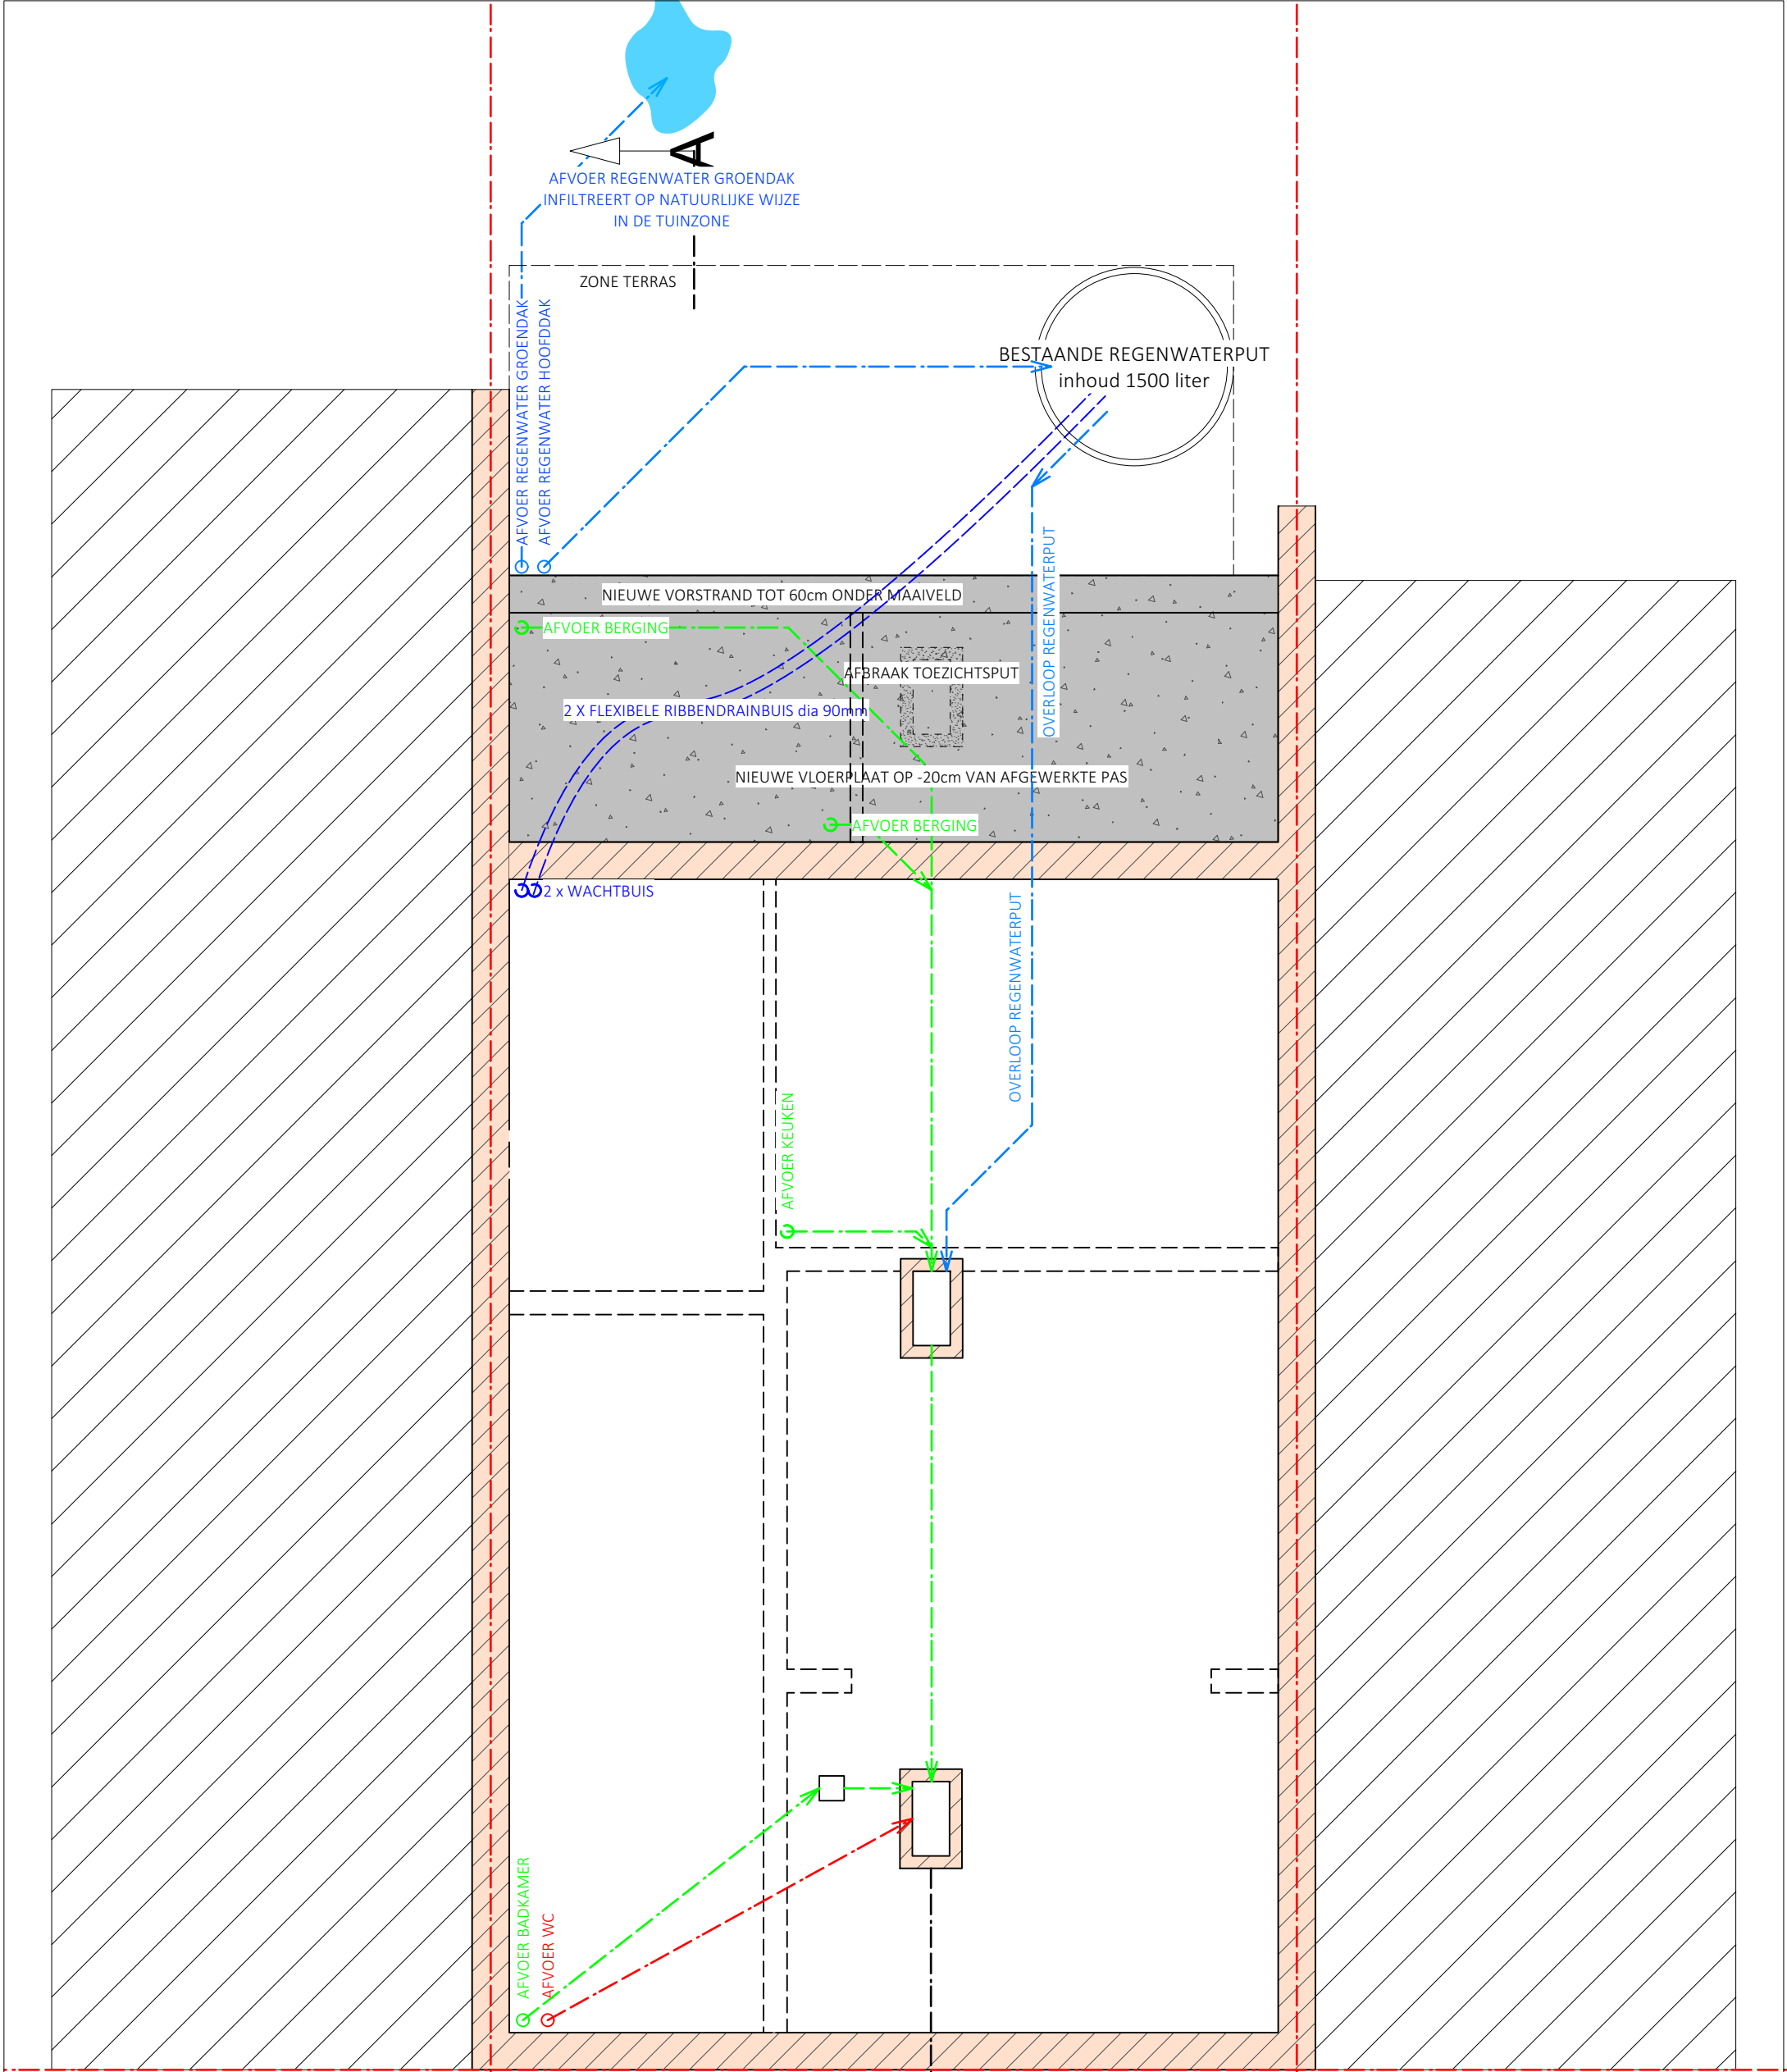 A
AFVOER REGENWATER GROENDAK
INFILTREERT OP NATUURLIJKE WIJZE
IN DE TUINZONE
ZONE TERRAS
AFVOER REGENWATER GROENDAK
AFVOER REGENWATER HOOFDDAK
BESTAANDE REGENWATERPUT
inhoud 1500 liter
OVERLOOP REGENWATERPUT
NIEUWE VORSTRAND TOT 60cm ONDER MAAIVELD
AFVOER BERGING
AFBRAAK TOEZICHTSPUT
2 X FLEXIBELE RIBBENDRAINBUIS dia 90mm
NIEUWE VLOERPLAAT OP -20cm VAN AFGEWERKTE PAS
AFVOER BERGING
2 x WACHTBUIS
OVERLOOP REGENWATERPUT
AFVOER KEUKEN
AFVOER BADKAMER
AFVOER WC